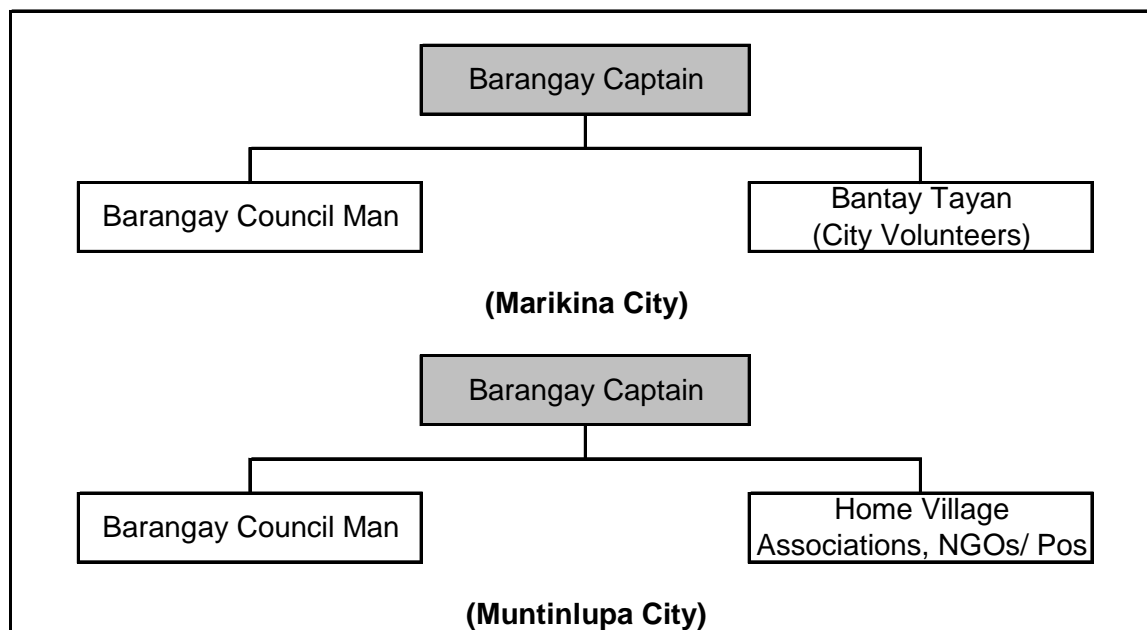 Barangay Captain
Barangay Council Man
Bantay Tayan
(City Volunteers)
(Marikina City)
Barangay Captain
Barangay Council Man
Home Village
Associations, NGOs/ Pos
(Muntinlupa City)